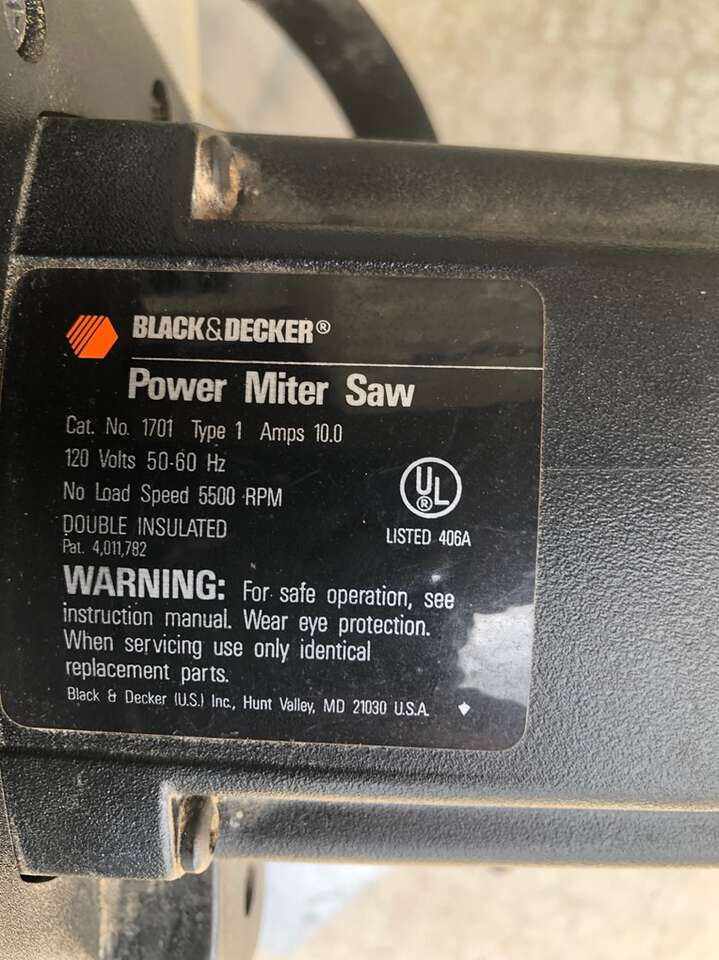 BLACK&DECKER®
Power Miter Saw
Cat. No. 1701 Type 1 Amps 10.0
120 Volts 50-60 Hz
No Load Speed 5500 RPM
DOUBLE INSULATED
Pat. 4,011,782
UL®
LISTED 406A
WARNING: For safe operation, see
instruction manual. Wear eye protection.
When servicing use only identical
replacement parts.
Black & Decker (U.S.) Inc., Hunt Valley, MD 21030 U.S.A.